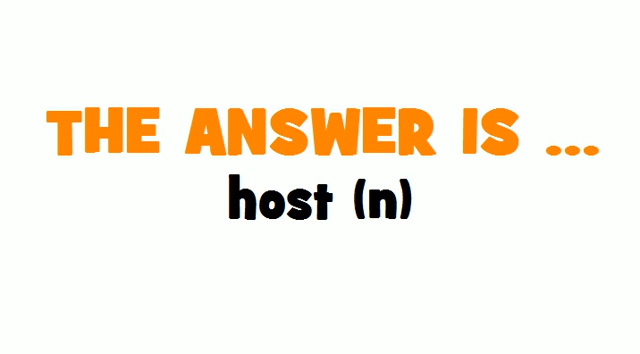 THE ANSWER IS ...
host (n)